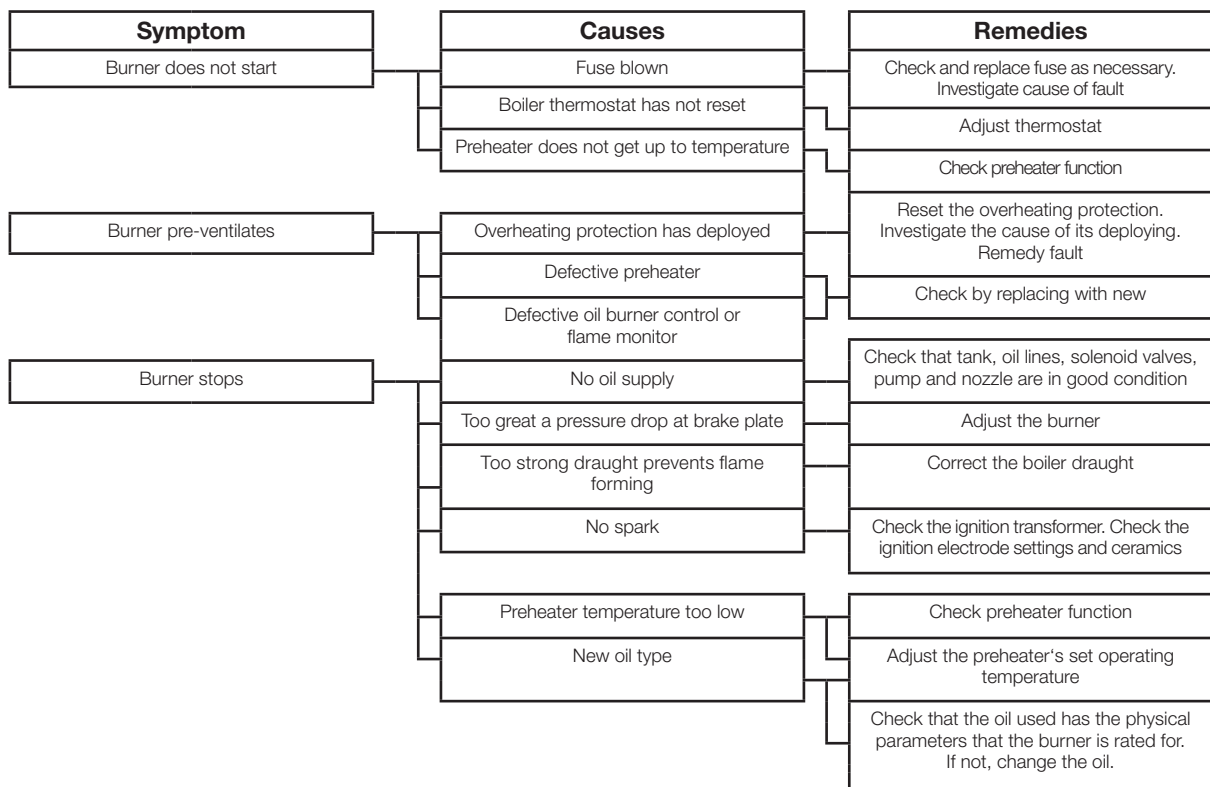 Symptom
Causes
Remedies
Burner does not start
Fuse blown
Check and replace fuse as necessary.
Investigate cause of fault
Boiler thermostat has not reset
Adjust thermostat
Preheater does not get up to temperature
Check preheater function
Burner pre-ventilates
Overheating protection has deployed
Reset the overheating protection.
Investigate the cause of its deploying.
Remedy fault
Defective preheater
Check by replacing with new
Defective oil burner control or
flame monitor
Burner stops
No oil supply
Check that tank, oil lines, solenoid valves,
pump and nozzle are in good condition
Too great a pressure drop at brake plate
Adjust the burner
Too strong draught prevents flame
forming
Correct the boiler draught
No spark
Check the ignition transformer. Check the
ignition electrode settings and ceramics
Preheater temperature too low
Check preheater function
New oil type
Adjust the preheater‘s set operating
temperature
Check that the oil used has the physical
parameters that the burner is rated for.
If not, change the oil.